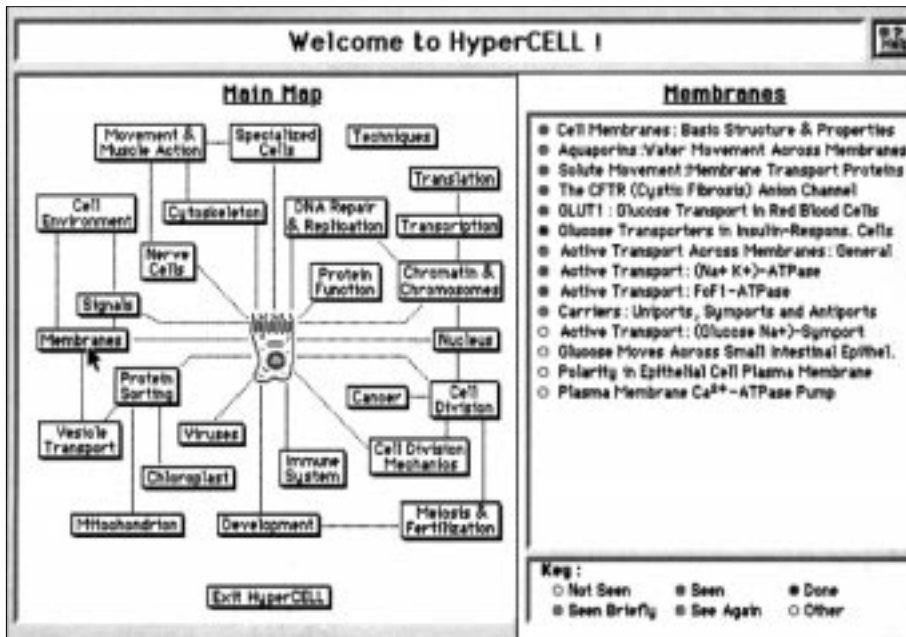 Welcome to HyperCELL !
Help
Main Map
Movement &
Muscle Action
Specialized
Cells
Techniques
Translation
Cell
Environment
Cytoskeleton
DNA Repair
& Replication
Transcription
Nerve
Cells
Protein
Function
Chromatin &
Chromosomes
Signals
Membranes
Nucleus
Protein
Sorting
Cancer
Cell
Division
Vesicle
Transport
Viruses
Immune
System
Cell Division
Mechanics
Chloroplast
Mitochondrion
Development
Meiosis &
Fertilization
Exit HyperCELL
Membranes
Cell Membranes: Basic Structure & Properties
Aquaporins: Water Movement Across Membranes
Solute Movement: Membrane Transport Proteins
The CFTR (Cystic Fibrosis) Anion Channel
GLUT1: Glucose Transport in Red Blood Cells
Glucose Transporters in Insulin-Respons. Cells
Active Transport Across Membranes: General
Active Transport: (Na+ K+)-ATPase
Active Transport: FoF1-ATPase
Carriers: Uniports, Symports and Antiports
Active Transport: (Glucose Na+)-Symport
Glucose Moves Across Small Intestinal Epithel.
Polarity in Epithelial Cell Plasma Membrane
Plasma Membrane Ca2+-ATPase Pump
Key:
Not Seen Seen Done
Seen Briefly See Again Other